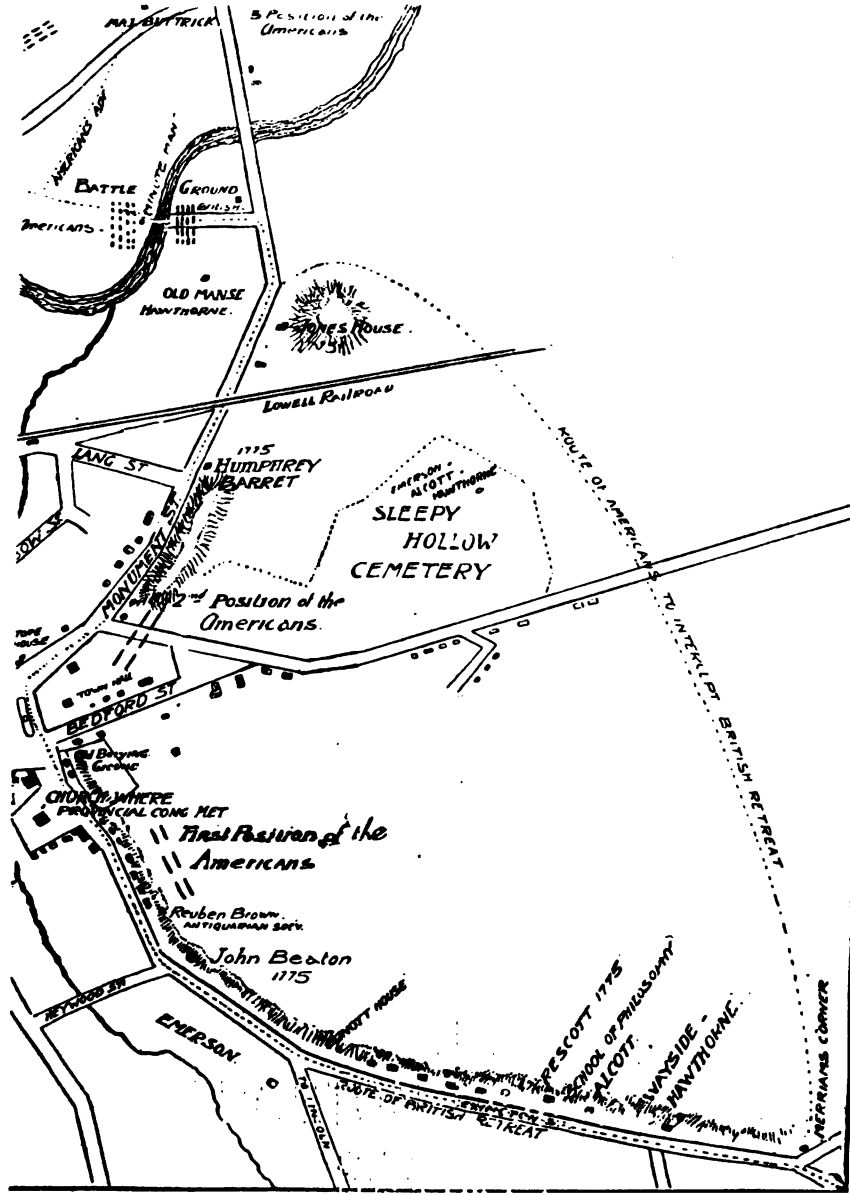 MAJ BUTTRICK
3 Position of the
Americans
AMERICANS ADV
MINUTE MAN
BATTLE GROUND
BRITISH
AMERICANS
OLD MANSE
HAWTHORNE.
JONES HOUSE
LOWELL RAILROAD
LANG ST
1775
HUMPHREY
BARRET
MONUMENT ST
EMERSON
ALCOTT
HAWTHORNE
SLEEPY
HOLLOW
CEMETERY
ROUTE OF AMERICANS TO INTERCEPT BRITISH RETREAT
2nd Position of the
Americans.
HOUSE
TOWN HALL
BEDFORD ST
BURYING
GROUND
CHURCH WHERE
PROVINCIAL CONG MET
First Position of the
Americans
Reuben Brown.
ANTIQUARIAN SOCY.
John Beaton
1775
HEYWOOD ST
EMERSON
HOUSE
TO LINCOLN
ROUTE OF BRITISH RETREAT
PRESCOTT 1775
SCHOOL OF PHILOSOPHY
ALCOTT
WAYSIDE -
HAWTHORNE.
MERRIAMS CORNER